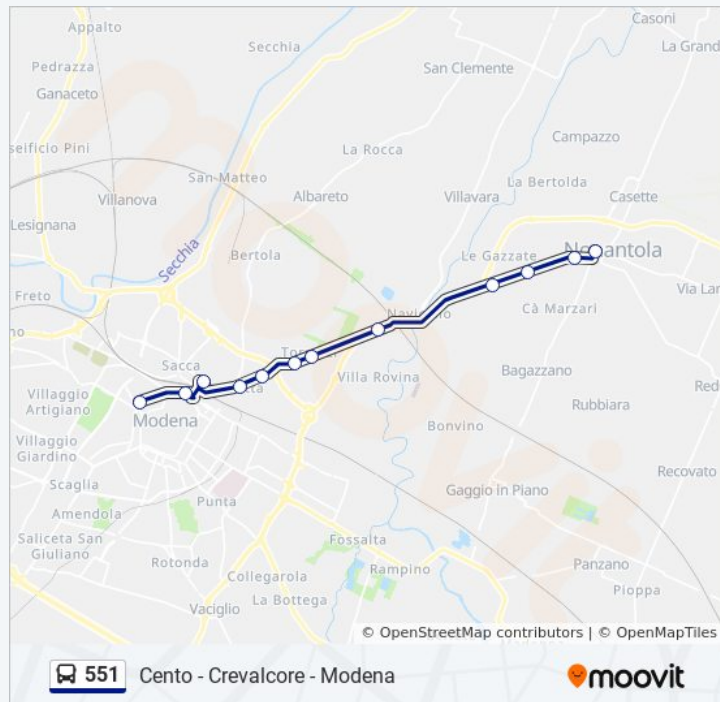 Casoni
Appalto
La Grand
Secchia
Pedrazza
San Clemente
Ganaceto
Campazzo
seificio Pini
La Rocca
San Matteo
La Bertolda
Villanova
Albareto
Villavara
Casette
Lesignana
Secchia
Bertola
Le Gazzate
Nonantola
Freto
Via Lar
Cà Marzari
Sacca
Villa Rovina
Bagazzano
Villaggio
Artigiano
Modena
Rubbiara
Villaggio
Giardino
Bonvino
Recovato
Scaglia
Gaggio in Piano
Amendola
Punta
Saliceta San
Giuliano
Fossalta
Panzano
Rotonda
Collegarola
Rampino
Pioppa
La Bottega
Vaciglio
© OpenStreetMap contributors | © OpenMapTiles
551 Cento - Crevalcore - Modena
moovit